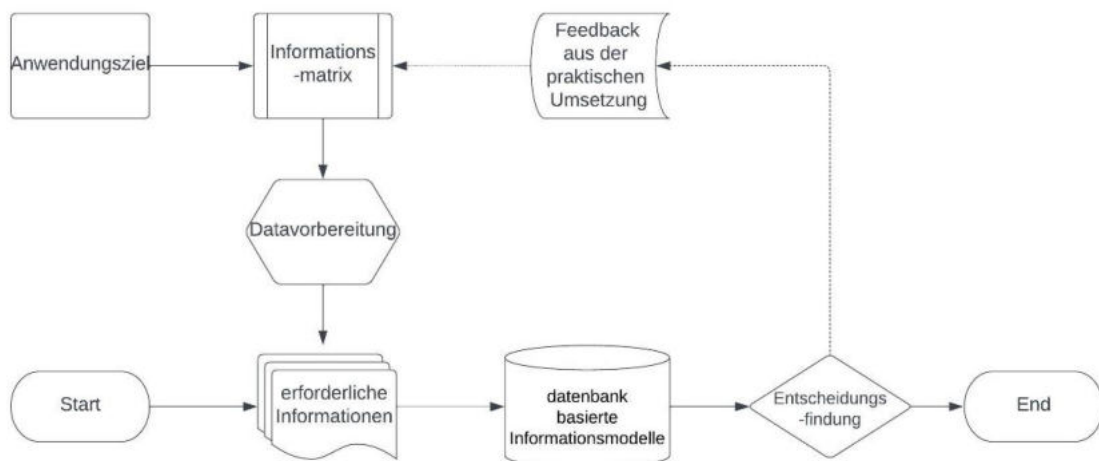 Anwendungsziel
Informations
-matrix
Feedback
aus der
praktischen
Umsetzung
Datavorbereitung
Start
erforderliche
Informationen
datenbank
basierte
Informationsmodelle
Entscheidungs
-findung
End